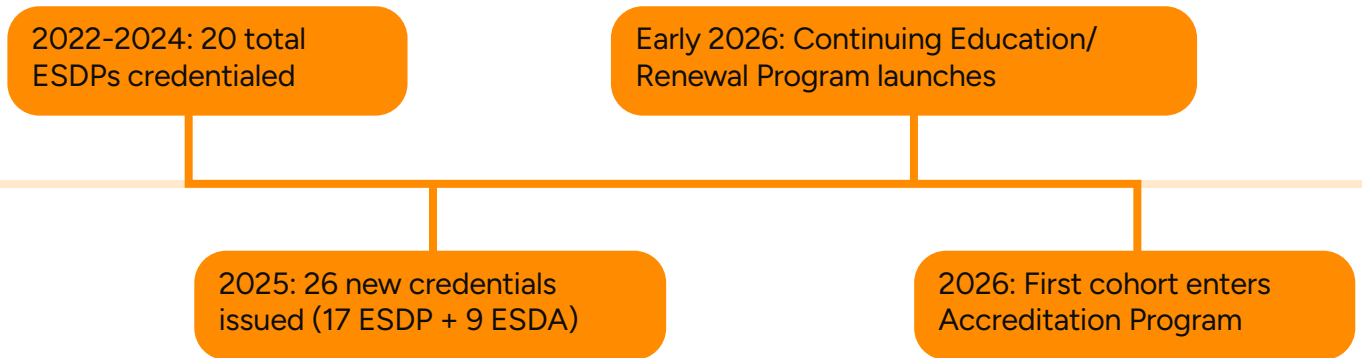 2022-2024: 20 total
ESDPs credentialed
Early 2026: Continuing Education/
Renewal Program launches
2025: 26 new credentials
issued (17 ESDP + 9 ESDA)
2026: First cohort enters
Accreditation Program